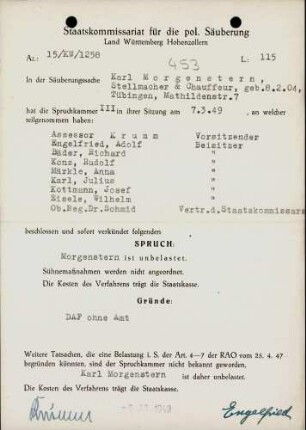 Staatskommissariat für die pol. Säuberung
Land Württemberg Hohenzollern
Az.: 15/KW/1258
L. 115
453
In der Säuberungssache Karl Morgenstern,
Stellmacher & Chauffeur, geb.8.2.04,
Tübingen, Mathildenstr.7
hat die Spruchkammer III in ihrer Sitzung am 7.3.49 , an welcher
teilgenommen haben:
Assessor Krumm Vorsitzender
Engelfried, Adolf Beisitzer
Bäder, Richard "
Kons, Rudolf "
Märkle, Anna "
Karl, Julius "
Kottmann, Josef "
Eisele, Wilhelm "
Ob.Reg.Dr.Schmid Vertr.d.Staatskommissars
beschlossen und sofert verkündet folgenden
SPRUCH:
Morgenstern ist unbelastet.
Sühnemaßnahmen werden nicht angeordnet.
Die Kosten des Verfahrens trägt die Staatskasse.
Gründe:
DAF ohne Amt
Weitere Tatsachen, die eine Belastung i. S. der Art. 4–7 der RAO vom 25. 4. 47
begründen könnten, sind der Spruchkammer nicht bekannt geworden.
Karl Morgenstern ist daher unbelastet.
Die Kosten des Verfahrens trägt die Staatskasse.
Krumm
Engelfried